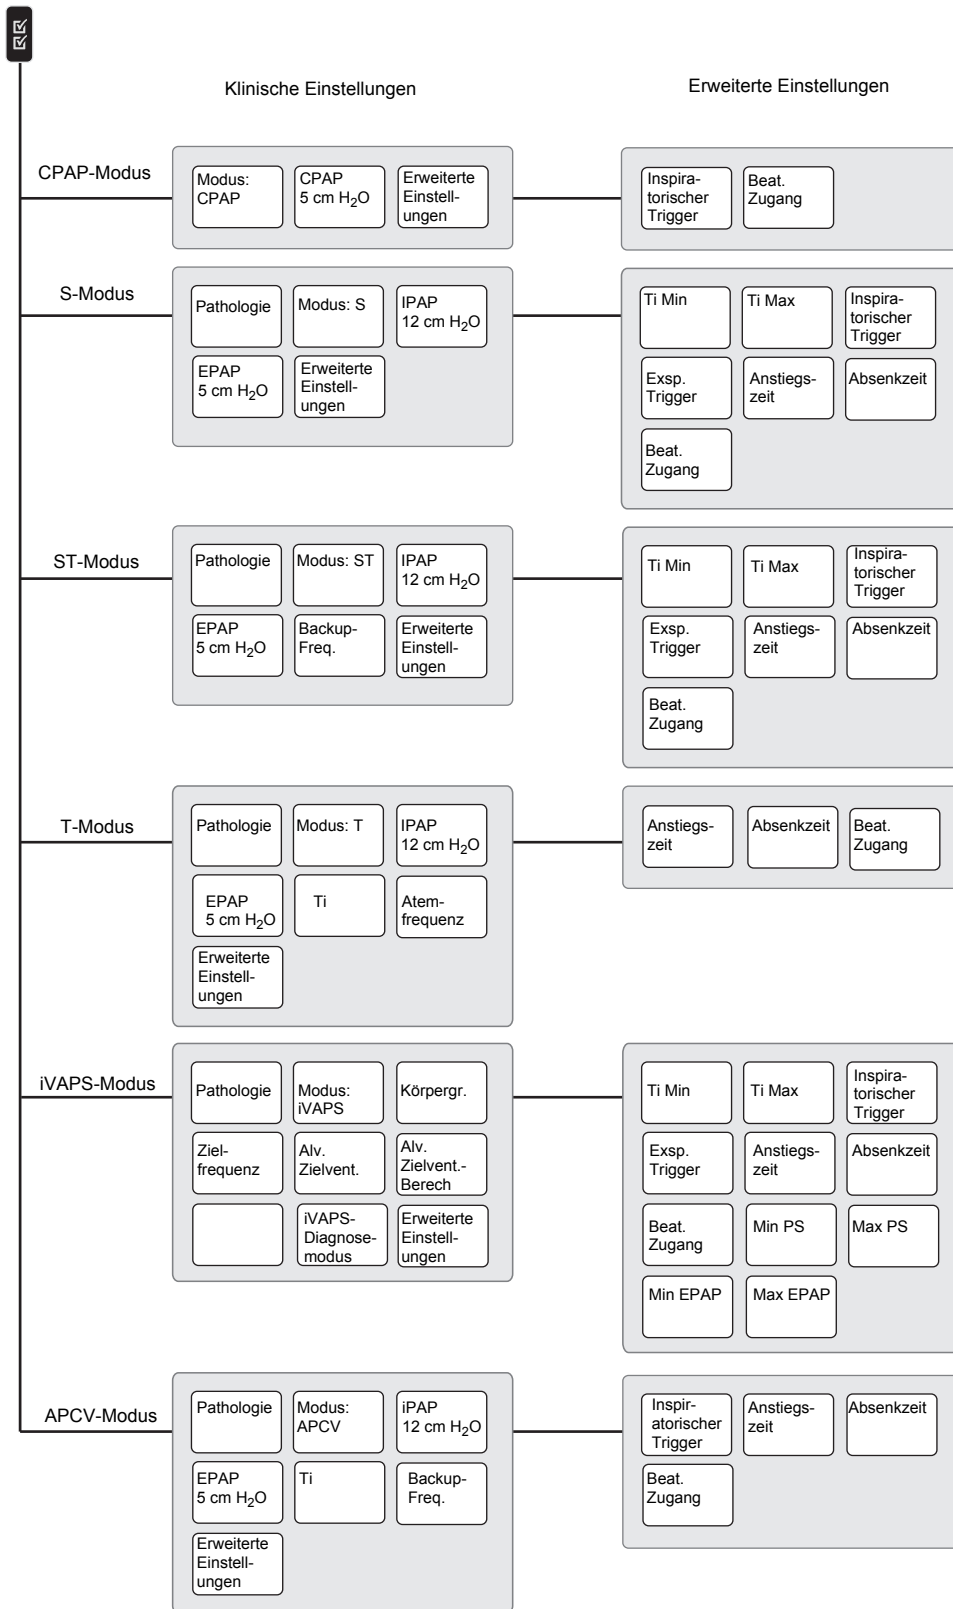 Klinische Einstellungen
Erweiterte Einstellungen
CPAP-Modus
Modus:
CPAP
CPAP
5 cm H₂O
Erweiterte
Einstell-
ungen
Inspira-
torischer
Trigger
Beat.
Zugang
S-Modus
Pathologie
Modus: S
IPAP
12 cm H₂O
EPAP
5 cm H₂O
Erweiterte
Einstell-
ungen
Ti Min
Ti Max
Inspira-
torischer
Trigger
Exsp.
Trigger
Anstiegs-
zeit
Absenkzeit
Beat.
Zugang
ST-Modus
Pathologie
Modus: ST
IPAP
12 cm H₂O
EPAP
5 cm H₂O
Backup-
Freq.
Erweiterte
Einstell-
ungen
Ti Min
Ti Max
Inspira-
torischer
Trigger
Exsp.
Trigger
Anstiegs-
zeit
Absenkzeit
Beat.
Zugang
T-Modus
Pathologie
Modus: T
IPAP
12 cm H₂O
EPAP
5 cm H₂O
Ti
Atem-
frequenz
Erweiterte
Einstell-
ungen
Anstiegs-
zeit
Absenkzeit
Beat.
Zugang
iVAPS-Modus
Pathologie
Modus:
iVAPS
Körpergr.
Ziel-
frequenz
Alv.
Zielvent.
Alv.
Zielvent.-
Berech
iVAPS-
Diagnose-
modus
Erweiterte
Einstell-
ungen
Ti Min
Ti Max
Inspira-
torischer
Trigger
Exsp.
Trigger
Anstiegs-
zeit
Absenkzeit
Beat.
Zugang
Min PS
Max PS
Min EPAP
Max EPAP
APCV-Modus
Pathologie
Modus:
APCV
iPAP
12 cm H₂O
EPAP
5 cm H₂O
Ti
Backup-
Freq.
Erweiterte
Einstell-
ungen
Inspir-
atorischer
Trigger
Anstiegs-
zeit
Absenkzeit
Beat.
Zugang